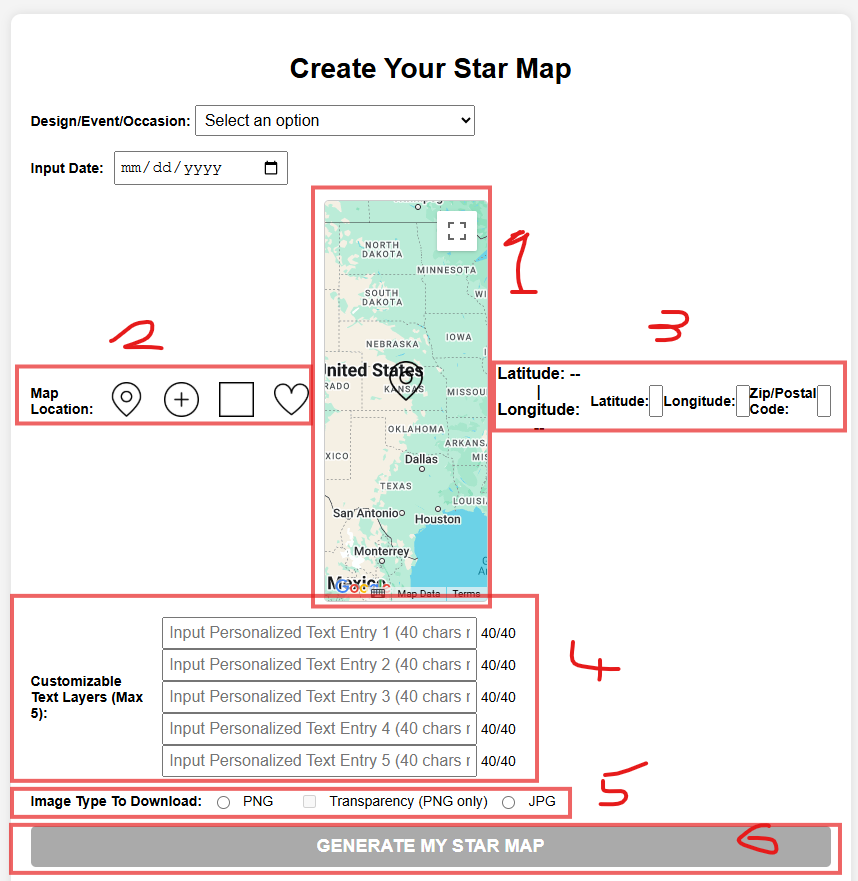 Create Your Star Map
Design/Event/Occasion: Select an option
Input Date: mm/dd/yyyy
1
NORTH
DAKOTA
MINNESOTA
SOUTH
DAKOTA
WI
2
3
NEBRASKA
IOWA
United States
RADO
KANSAS
MISSOU
Map
Location:
Latitude: --
|
Longitude:
--
Latitude:
Longitude:
Zip/Postal
Code:
OKLAHOMA
ARKANS
XICO
Dallas
MIS
TEXAS
LOUISI
San Antonio
Houston
Monterrey
Mexico
Google
Map Data
Terms
4
Customizable
Text Layers (Max
5):
Input Personalized Text Entry 1 (40 chars r 40/40
Input Personalized Text Entry 2 (40 chars r 40/40
Input Personalized Text Entry 3 (40 chars r 40/40
Input Personalized Text Entry 4 (40 chars r 40/40
Input Personalized Text Entry 5 (40 chars r 40/40
5
Image Type To Download: PNG Transparency (PNG only) JPG
GENERATE MY STAR MAP
6